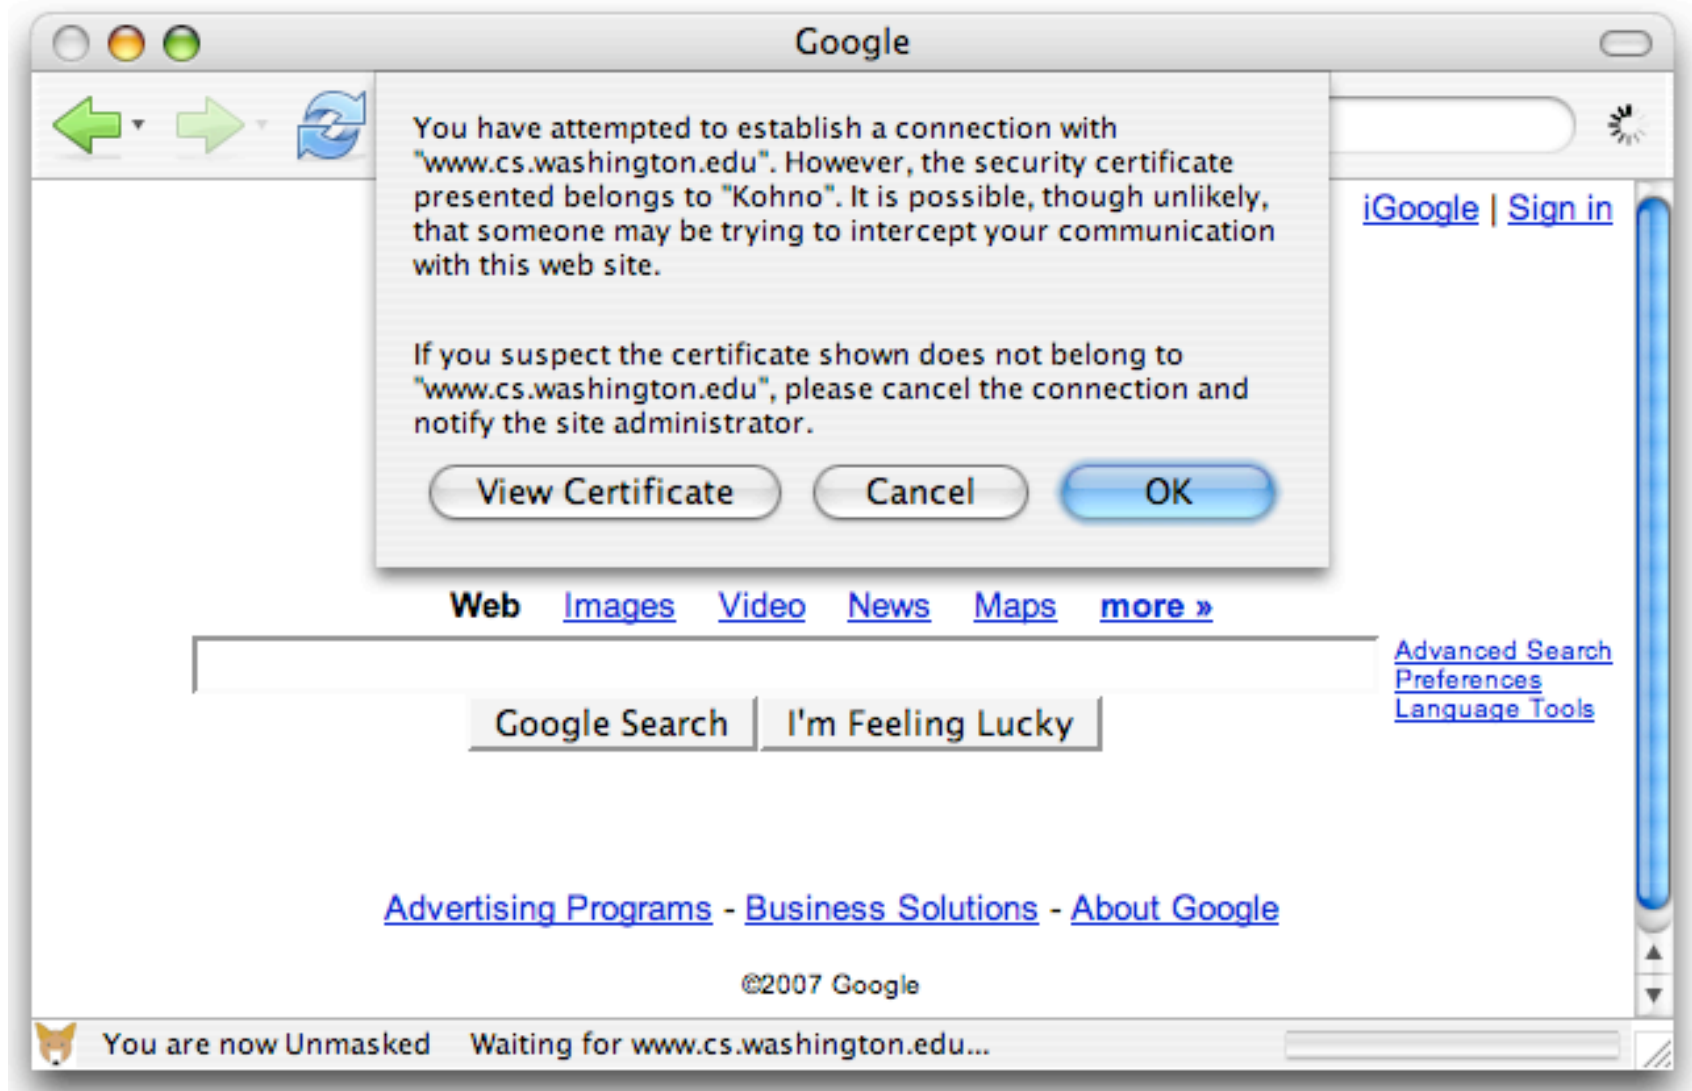 Google
You have attempted to establish a connection with
"www.cs.washington.edu". However, the security certificate
presented belongs to "Kohno". It is possible, though unlikely,
that someone may be trying to intercept your communication
with this web site.
If you suspect the certificate shown does not belong to
"www.cs.washington.edu", please cancel the connection and
notify the site administrator.
View Certificate Cancel OK
iGoogle | Sign in
Web Images Video News Maps more »
Advanced Search
Preferences
Language Tools
Google Search I'm Feeling Lucky
Advertising Programs - Business Solutions - About Google
©2007 Google
You are now Unmasked Waiting for www.cs.washington.edu...